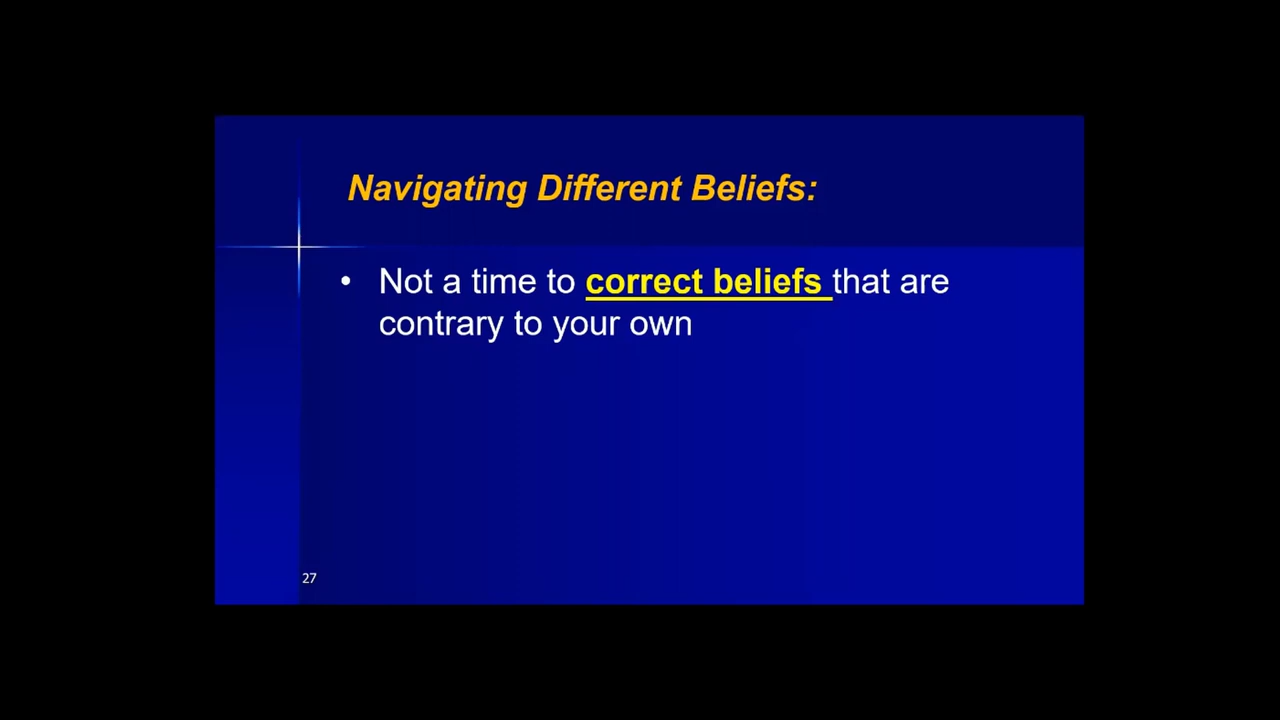 Navigating Different Beliefs:
• Not a time to correct beliefs that are
contrary to your own
27